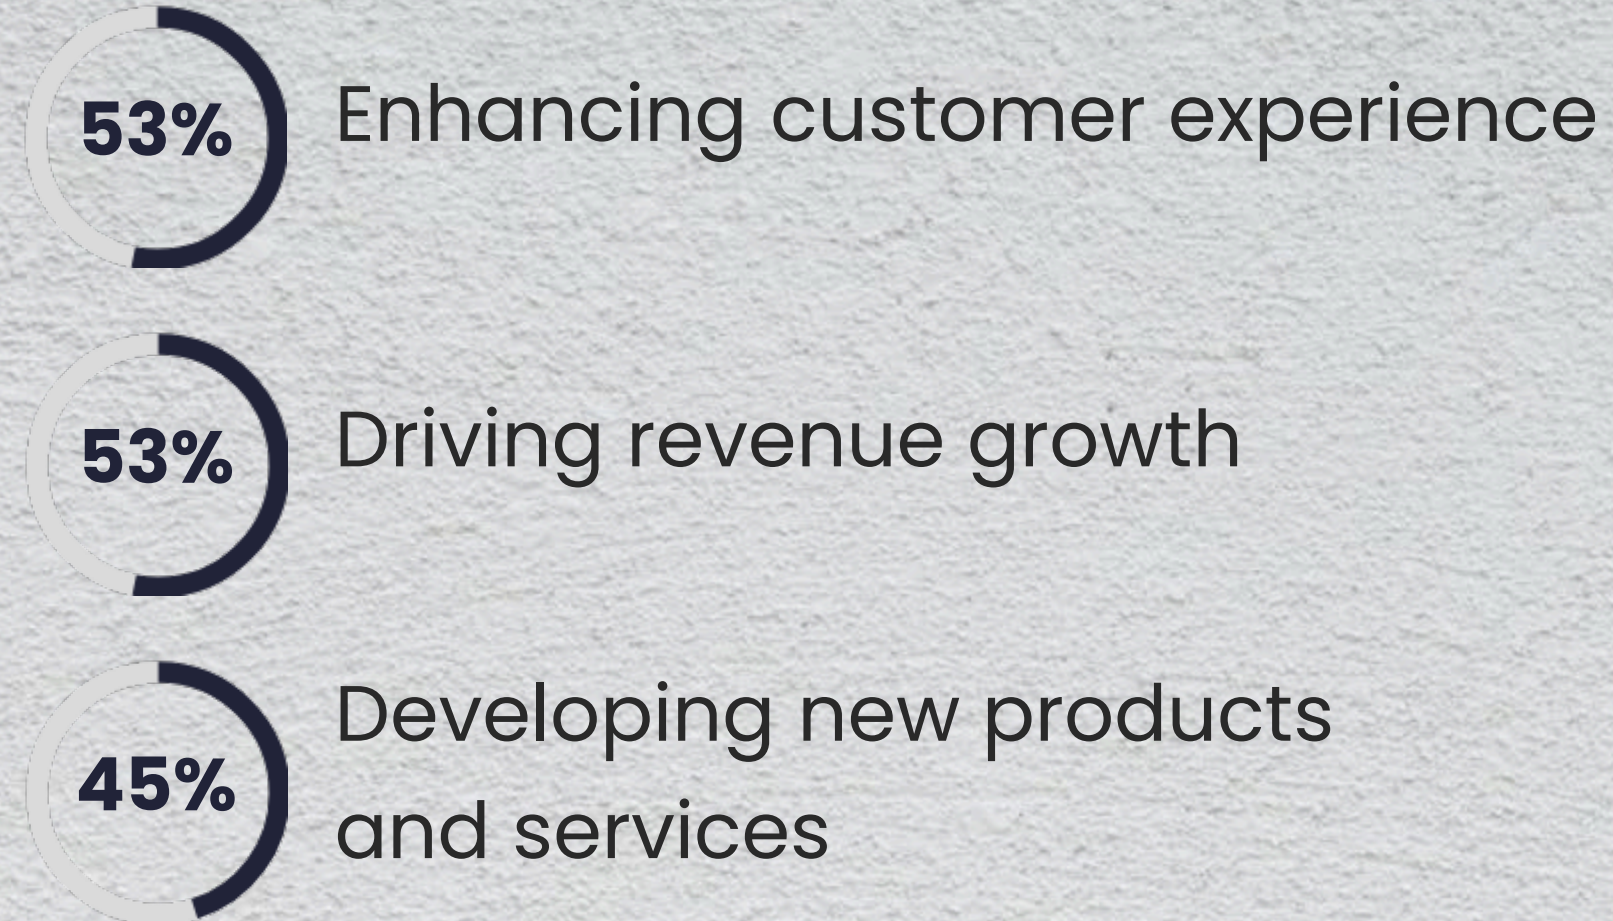 53%
Enhancing customer experience
53%
Driving revenue growth
45%
Developing new products
and services